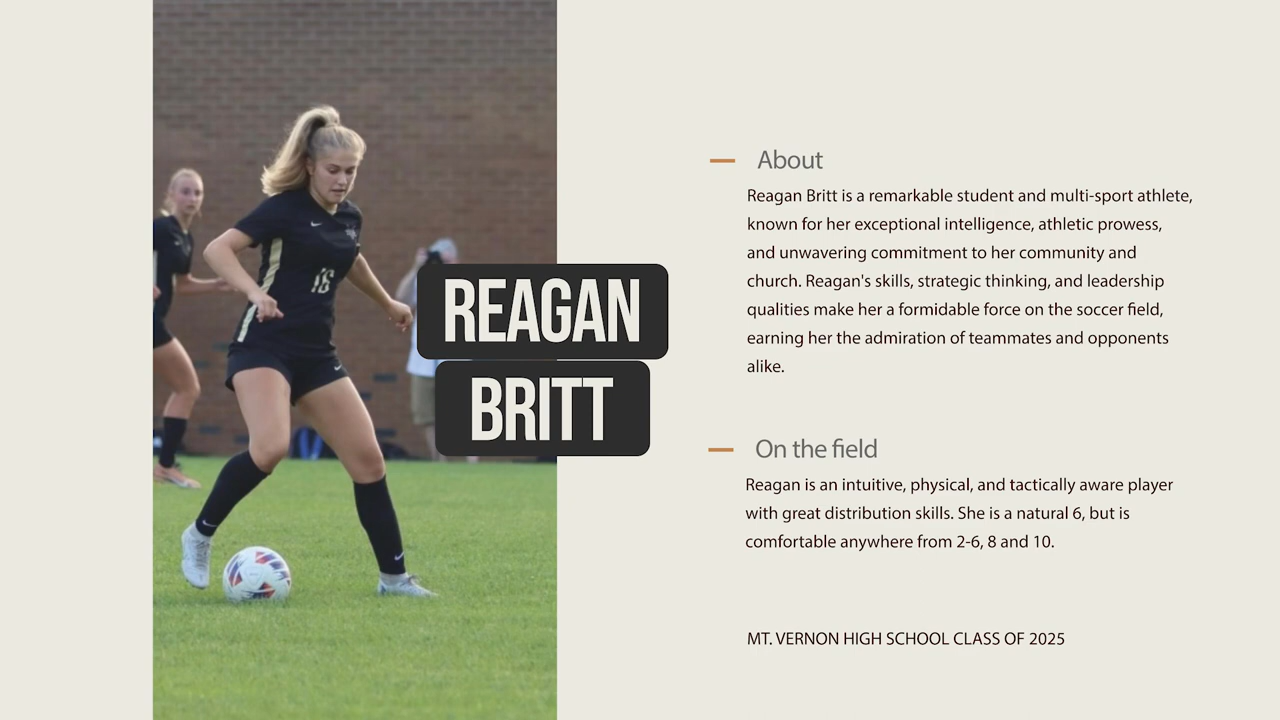 REAGAN
BRITT
About
Reagan Britt is a remarkable student and multi-sport athlete,
known for her exceptional intelligence, athletic prowess,
and unwavering commitment to her community and
church. Reagan's skills, strategic thinking, and leadership
qualities make her a formidable force on the soccer field,
earning her the admiration of teammates and opponents
alike.
On the field
Reagan is an intuitive, physical, and tactically aware player
with great distribution skills. She is a natural 6, but is
comfortable anywhere from 2-6, 8 and 10.
MT. VERNON HIGH SCHOOL CLASS OF 2025
16